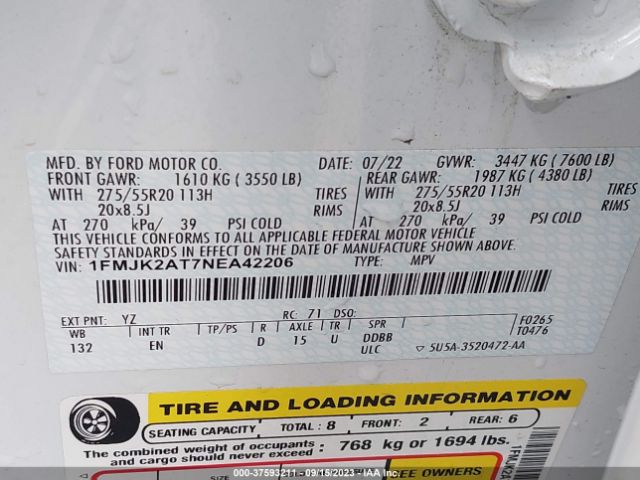 MFD. BY FORD MOTOR CO.
DATE: 07/22 GVWR: 3447 KG ( 7600 LB)
FRONT GAWR: 1610 KG ( 3550 LB) REAR GAWR: 1987 KG ( 4380 LB)
WITH 275/55R20 113H TIRES WITH 275/55R20 113H TIRES
20x8.5J RIMS 20x8.5J RIMS
AT 270 kPa/ 39 PSI COLD AT 270 kPa/ 39 PSI COLD
THIS VEHICLE CONFORMS TO ALL APPLICABLE FEDERAL MOTOR VEHICLE
SAFETY STANDARDS IN EFFECT ON THE DATE OF MANUFACTURE SHOWN ABOVE.
VIN: 1FMJK2AT7NEA42206 TYPE: MPV
EXT PNT: YZ RC: 71 DSO: F0265
WB INT TR TP/PS R AXLE TR SPR T0476
132 EN D 15 U DDBB
ULC 5U5A-3520472-AA
TIRE AND LOADING INFORMATION
SEATING CAPACITY TOTAL : 8 FRONT: 2 REAR: 6
The combined weight of occupants
and cargo should never exceed : 768 kg or 1694 lbs.
SEE OWNERS
000-37593211 - 09/15/2023 - IAAI.com